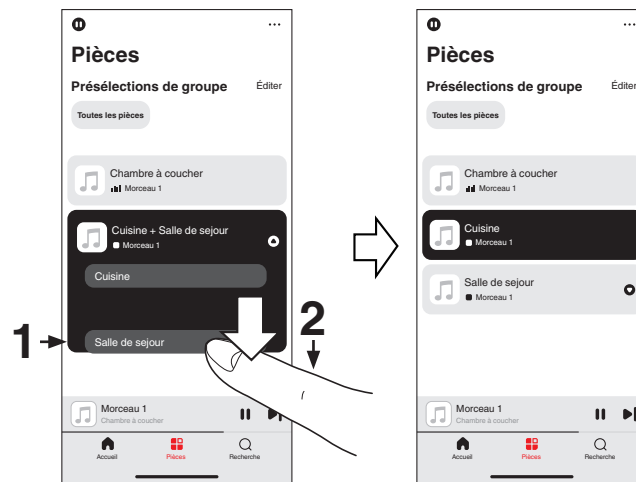 Pièces
Présélections de groupe Éditer
Toutes les pièces
Chambre à coucher
Morceau 1
Cuisine + Salle de sejour
Morceau 1
Cuisine
Salle de sejour
1
2
Morceau 1
Chambre à coucher
Accueil Pièces Recherche
Pièces
Présélections de groupe Éditer
Toutes les pièces
Chambre à coucher
Morceau 1
Cuisine
Morceau 1
Salle de sejour
Morceau 1
Morceau 1
Chambre à coucher
Accueil Pièces Recherche